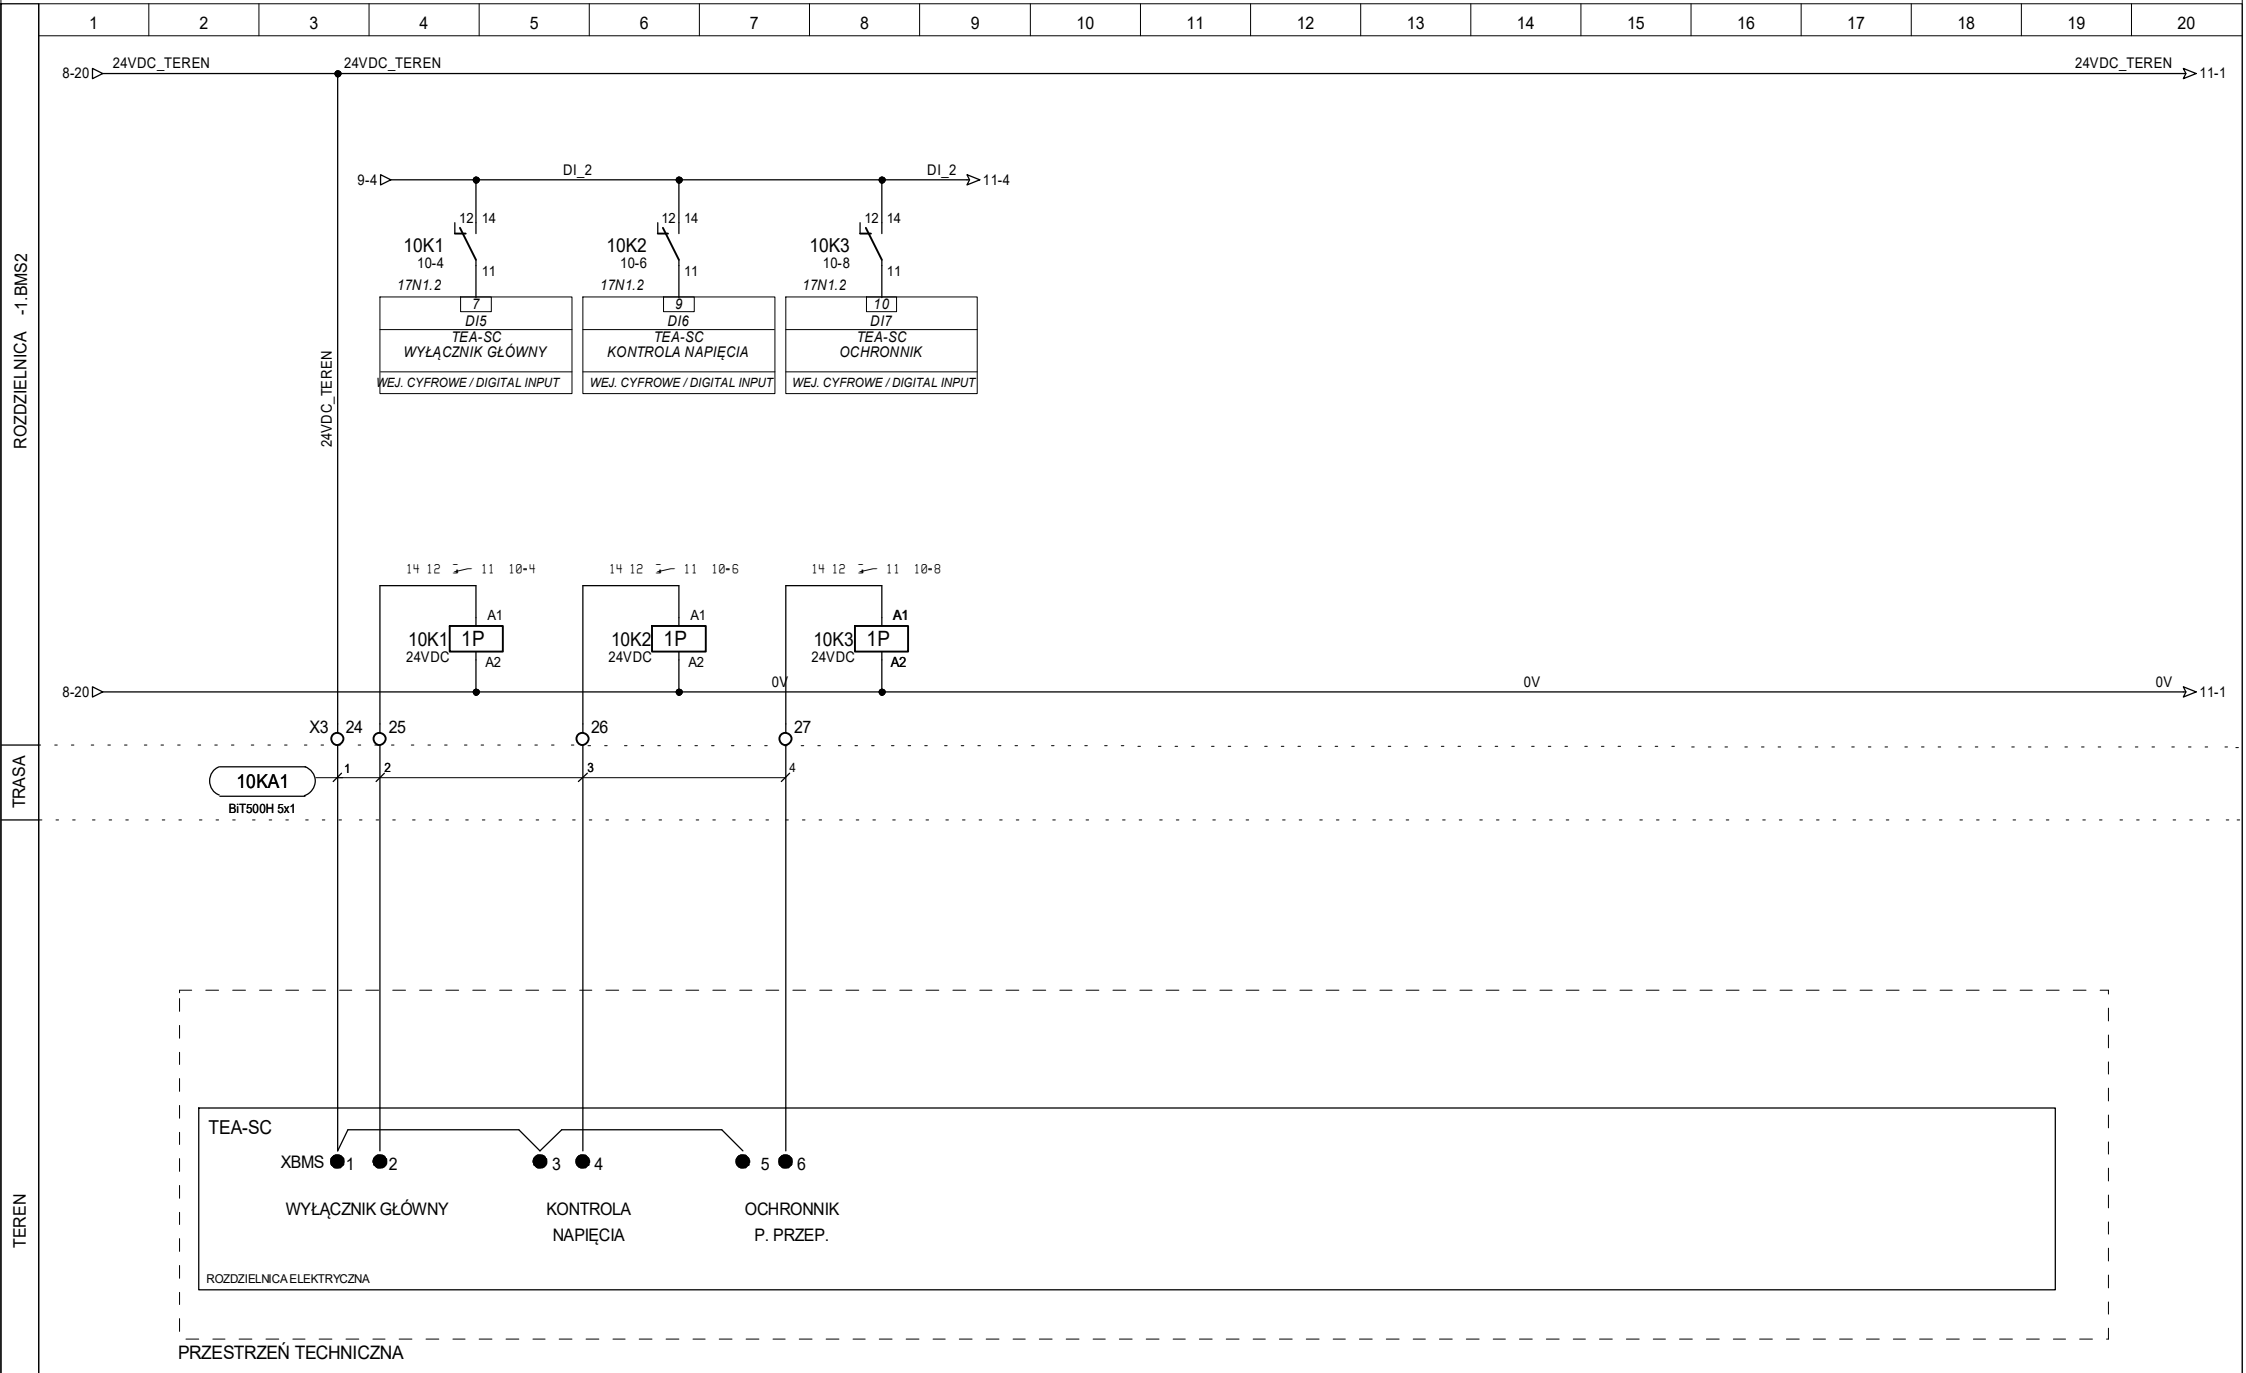 1 2 3 4 5 6 7 8 9 10 11 12 13 14 15 16 17 18 19 20
8-20 24VDC_TEREN 24VDC_TEREN 24VDC_TEREN 11-1
9-4 DI_2 DI_2 11-4
12 14 12 14 12 14
10K1 10K2 10K3
10-4 10-6 10-8
11 11 11
17N1.2 17N1.2 17N1.2
7 9 10
DI5 DI6 DI7
TEA-SC TEA-SC TEA-SC
WYŁĄCZNIK GŁÓWNY KONTROLA NAPIĘCIA OCHRONNIK
WEJ. CYFROWE / DIGITAL INPUT WEJ. CYFROWE / DIGITAL INPUT WEJ. CYFROWE / DIGITAL INPUT
ROZDZIELNICA -1.BMS2
24VDC_TEREN
14 12 11 10-4 14 12 11 10-6 14 12 11 10-8
A1 A1 A1
10K1 1P 10K2 1P 10K3 1P
24VDC 24VDC 24VDC
A2 A2 A2
8-20 0V 0V 0V 11-1
X3 24 25 26 27
TRASA
1 2 3 4
10KA1
BiT500H 5x1
TEREN
TEA-SC
XBMS 1 2 3 4 5 6
WYŁĄCZNIK GŁÓWNY KONTROLA OCHRONNIK
NAPIĘCIA P. PRZEP.
ROZDZIELNICA ELEKTRYCZNA
PRZESTRZEŃ TECHNICZNA